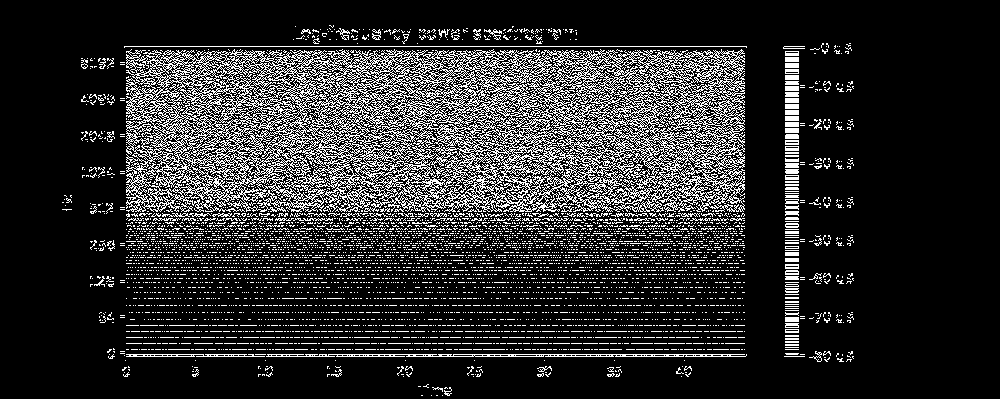 Log-frequency power spectrogram
8192
4096
2048
1024
512
256
128
64
0
Hz
0
5
10
15
20
25
30
35
40
Time
+0 dB
-10 dB
-20 dB
-30 dB
-40 dB
-50 dB
-60 dB
-70 dB
-80 dB